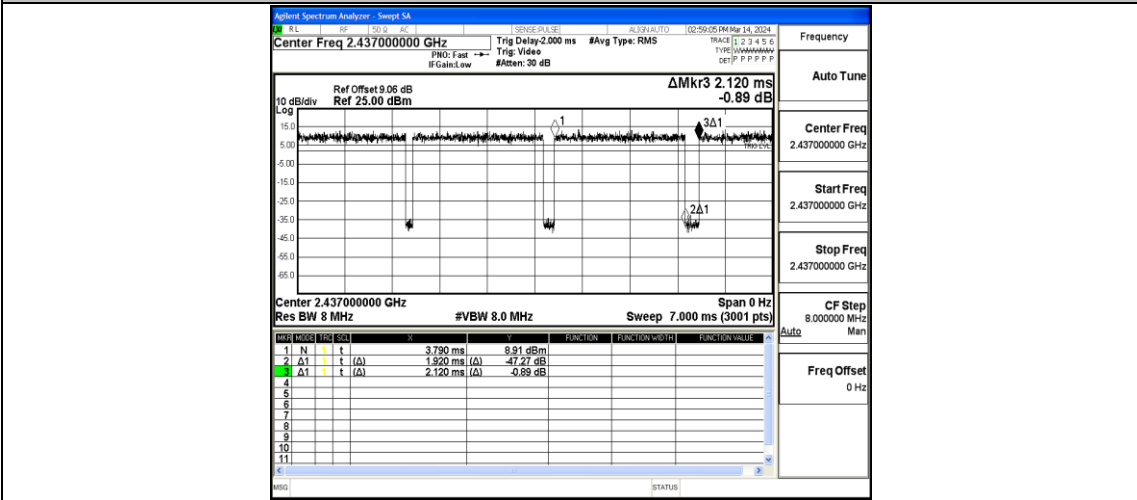 Agilent Spectrum Analyzer - Swept SA
RL RF 50 Ω AC SENSE:PULSE ALIGN AUTO 02:59:05 PM Mar 14, 2024
Center Freq 2.437000000 GHz
PNO: Fast
IFGain:Low
Trig Delay-2.000 ms
Trig: Video
#Atten: 30 dB
#Avg Type: RMS
TRACE 1 2 3 4 5 6
TYPE
DET P P P P P P
Frequency
Auto Tune
Center Freq
2.437000000 GHz
Start Freq
2.437000000 GHz
Stop Freq
2.437000000 GHz
CF Step
8.000000 MHz
Auto Man
Freq Offset
0 Hz
ΔMkr3 2.120 ms
-0.89 dB
Ref Offset 9.06 dB
10 dB/div Ref 25.00 dBm
Log
15.0
5.00
-5.00
-15.0
-25.0
-35.0
-45.0
-55.0
-65.0
1
3Δ1
TRIG LVL
2Δ1
Center 2.437000000 GHz Span 0 Hz
Res BW 8 MHz #VBW 8.0 MHz Sweep 7.000 ms (3001 pts)
MKR MODE TRC SCL X Y FUNCTION FUNCTION WIDTH FUNCTION VALUE
1 N 1 t 3.790 ms 8.91 dBm
2 Δ1 1 t (Δ) 1.920 ms (Δ) -47.27 dB
3 Δ1 1 t (Δ) 2.120 ms (Δ) -0.89 dB
4
5
6
7
8
9
10
11
MSG STATUS